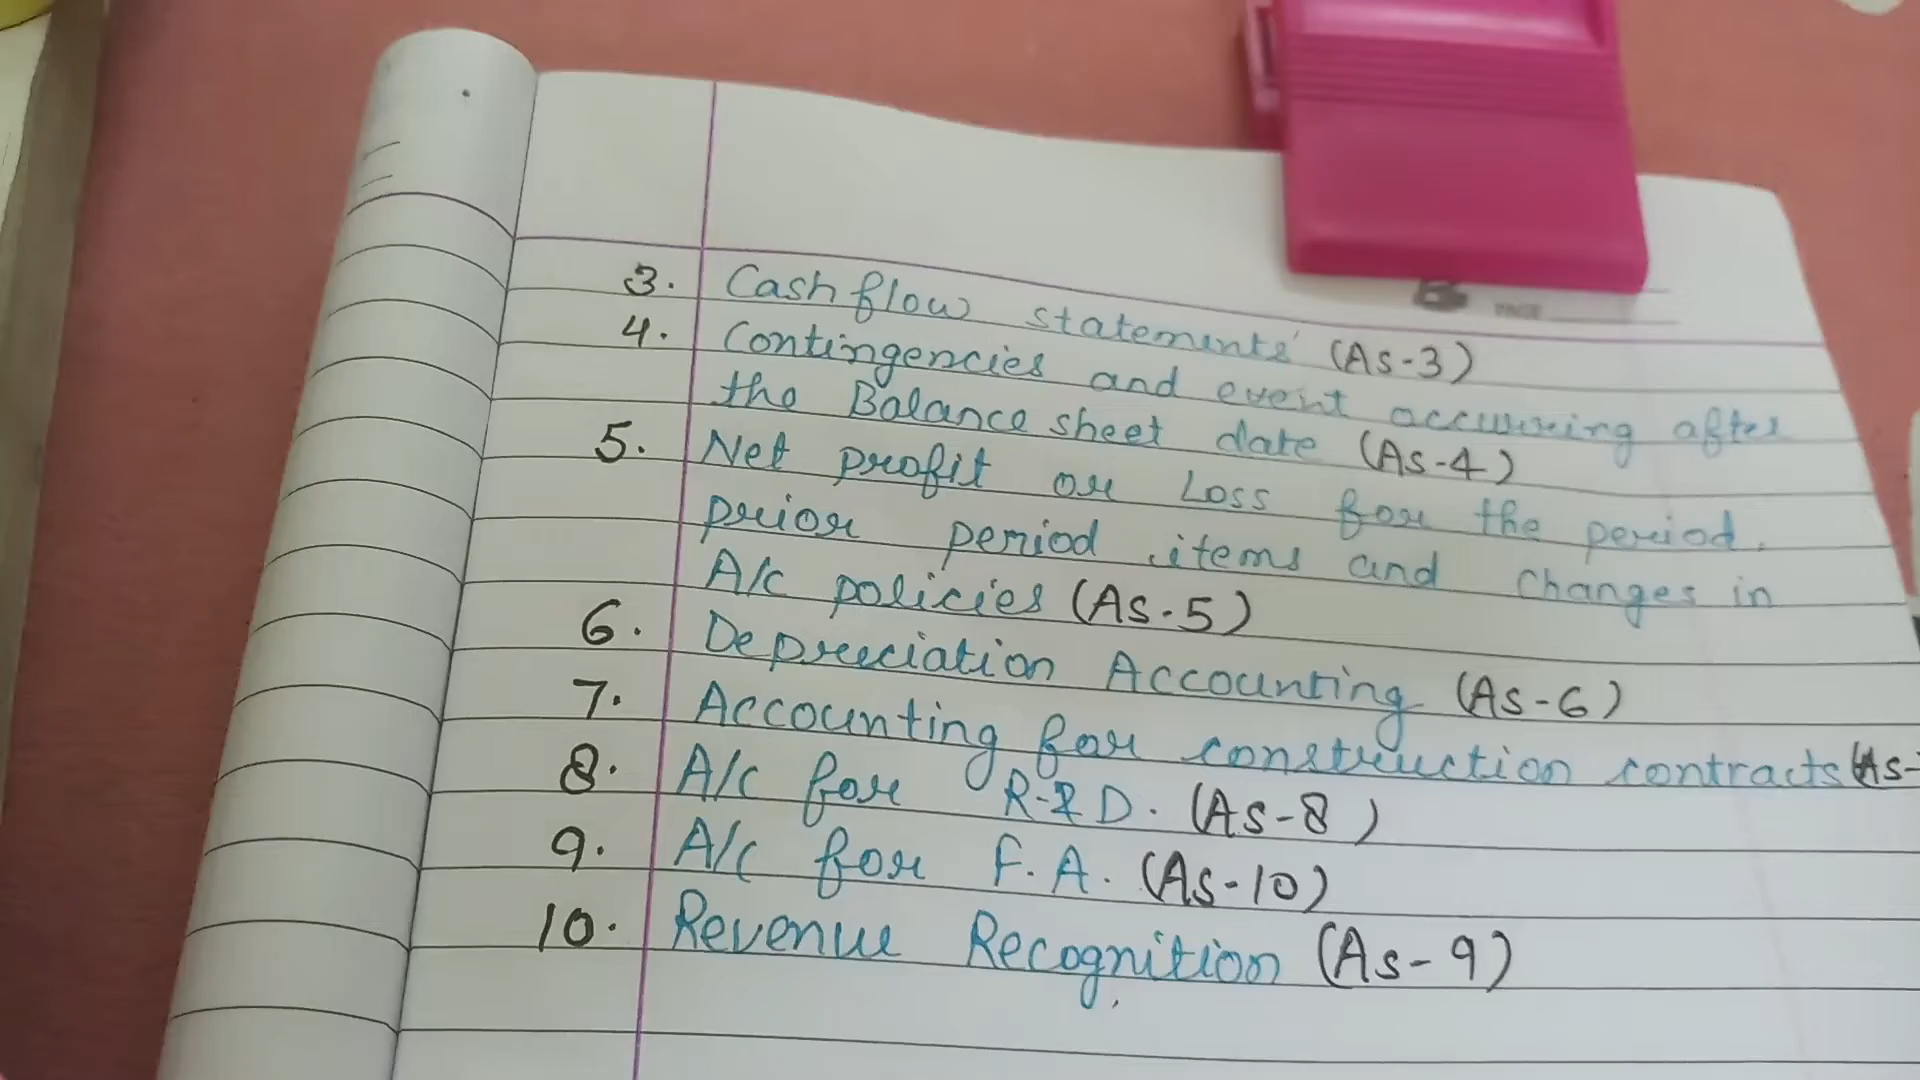 PAGE
3. Cash flow statements (As-3)
4. Contingencies and event accurring after
the Balance sheet date (As-4)
5. Net profit or Loss for the period.
prior period items and changes in
A/c policies (As-5)
6. Depreciation Accounting (As-6)
7. Accounting for construction contracts (As-
8. A/c for R & D. (As-8)
9. A/c for F.A. (As-10)
10. Revenue Recognition (As-9)